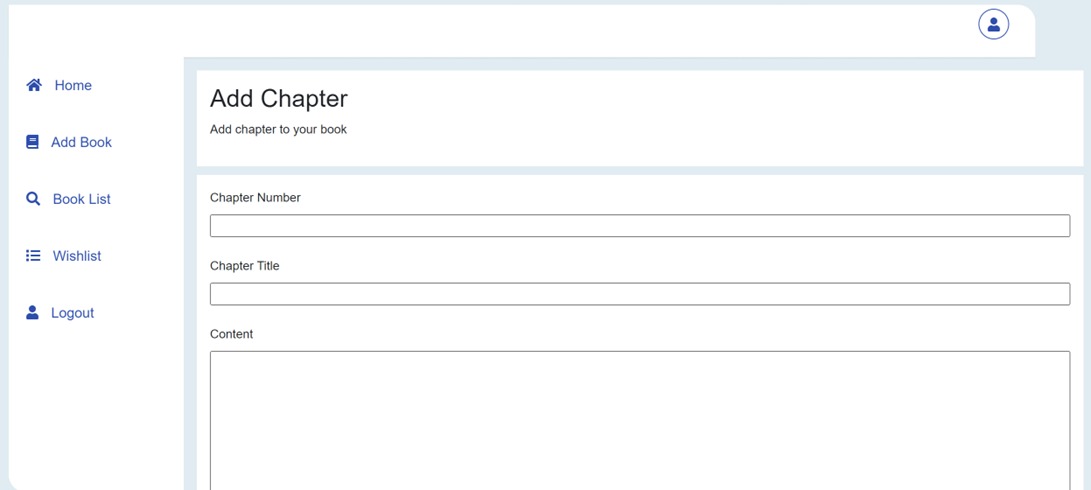 Home
Add Book
Book List
Wishlist
Logout
Add Chapter
Add chapter to your book
Chapter Number
Chapter Title
Content